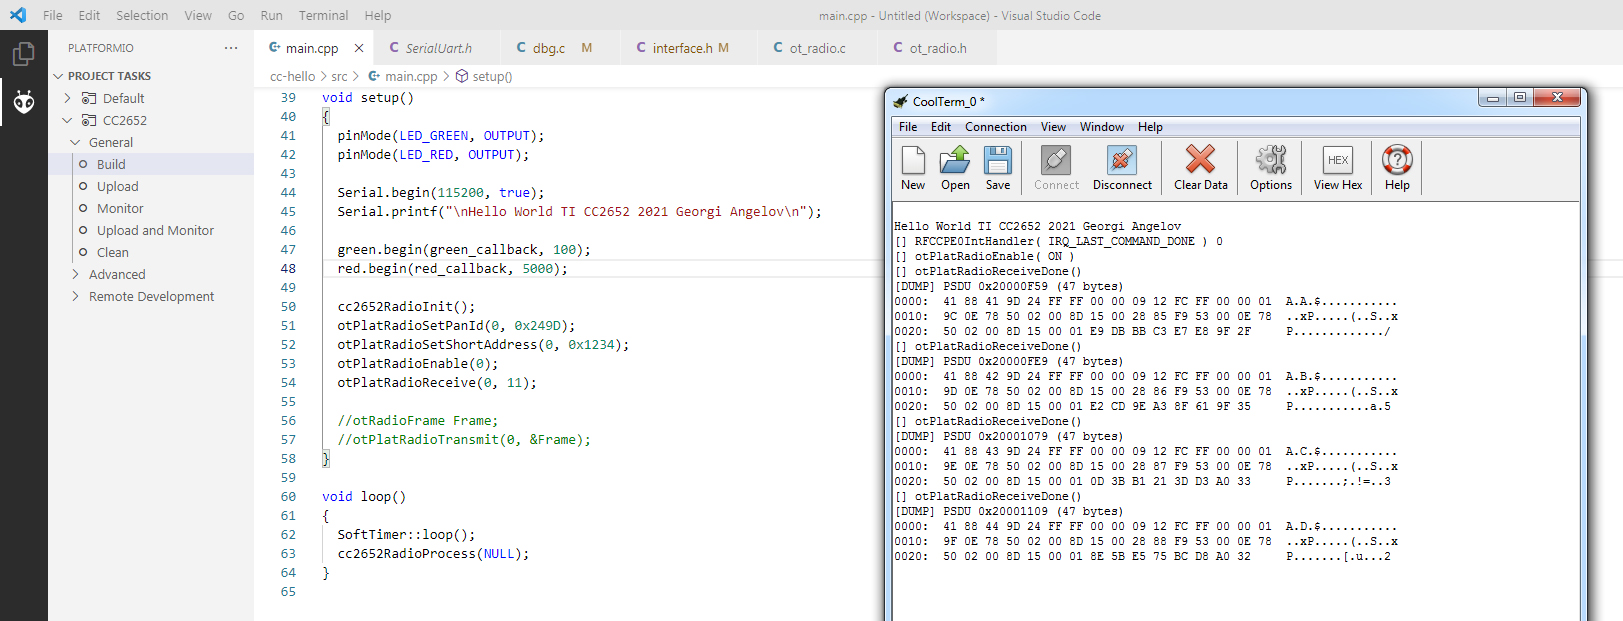 File Edit Selection View Go Run Terminal Help
main.cpp - Untitled (Workspace) - Visual Studio Code
PLATFORMIO ...
PROJECT TASKS
Default
CC2652
General
Build
Upload
Monitor
Upload and Monitor
Clean
Advanced
Remote Development
main.cpp
C SerialUart.h
C dbg.c M
C interface.h M
C ot_radio.c
C ot_radio.h
cc-hello > src > main.cpp > setup()
39 void setup()
40 {
41 pinMode(LED_GREEN, OUTPUT);
42 pinMode(LED_RED, OUTPUT);
43
44 Serial.begin(115200, true);
45 Serial.printf("\nHello World TI CC2652 2021 Georgi Angelov\n");
46
47 green.begin(green_callback, 100);
48 red.begin(red_callback, 5000);
49
50 cc2652RadioInit();
51 otPlatRadioSetPanId(0, 0x249D);
52 otPlatRadioSetShortAddress(0, 0x1234);
53 otPlatRadioEnable(0);
54 otPlatRadioReceive(0, 11);
55
56 //otRadioFrame Frame;
57 //otPlatRadioTransmit(0, &Frame);
58 }
59
60 void loop()
61 {
62 SoftTimer::loop();
63 cc2652RadioProcess(NULL);
64 }
65
CoolTerm_0 *
File Edit Connection View Window Help
New Open Save Connect Disconnect Clear Data Options HEX View Hex Help
Hello World TI CC2652 2021 Georgi Angelov
[] RFCCPE0IntHandler( IRQ_LAST_COMMAND_DONE ) 0
[] otPlatRadioEnable( ON )
[] otPlatRadioReceiveDone()
[DUMP] PSDU 0x20000F59 (47 bytes)
0000: 41 88 41 9D 24 FF FF 00 00 09 12 FC FF 00 00 01 A.A.$...........
0010: 9C 0E 78 50 02 00 8D 15 00 28 85 F9 53 00 0E 78 ..xP.....(..S..x
0020: 50 02 00 8D 15 00 01 E9 DB BB C3 E7 E8 9F 2F P............./
[] otPlatRadioReceiveDone()
[DUMP] PSDU 0x20000FE9 (47 bytes)
0000: 41 88 42 9D 24 FF FF 00 00 09 12 FC FF 00 00 01 A.B.$...........
0010: 9D 0E 78 50 02 00 8D 15 00 28 86 F9 53 00 0E 78 ..xP.....(..S..x
0020: 50 02 00 8D 15 00 01 E2 CD 9E A3 8F 61 9F 35 P...........a.5
[] otPlatRadioReceiveDone()
[DUMP] PSDU 0x20001079 (47 bytes)
0000: 41 88 43 9D 24 FF FF 00 00 09 12 FC FF 00 00 01 A.C.$...........
0010: 9E 0E 78 50 02 00 8D 15 00 28 87 F9 53 00 0E 78 ..xP.....(..S..x
0020: 50 02 00 8D 15 00 01 0D 3B B1 21 3D D3 A0 33 P.......;.!=..3
[] otPlatRadioReceiveDone()
[DUMP] PSDU 0x20001109 (47 bytes)
0000: 41 88 44 9D 24 FF FF 00 00 09 12 FC FF 00 00 01 A.D.$...........
0010: 9F 0E 78 50 02 00 8D 15 00 28 88 F9 53 00 0E 78 ..xP.....(..S..x
0020: 50 02 00 8D 15 00 01 8E 5B E5 75 BC D8 A0 32 P.......[.u...2